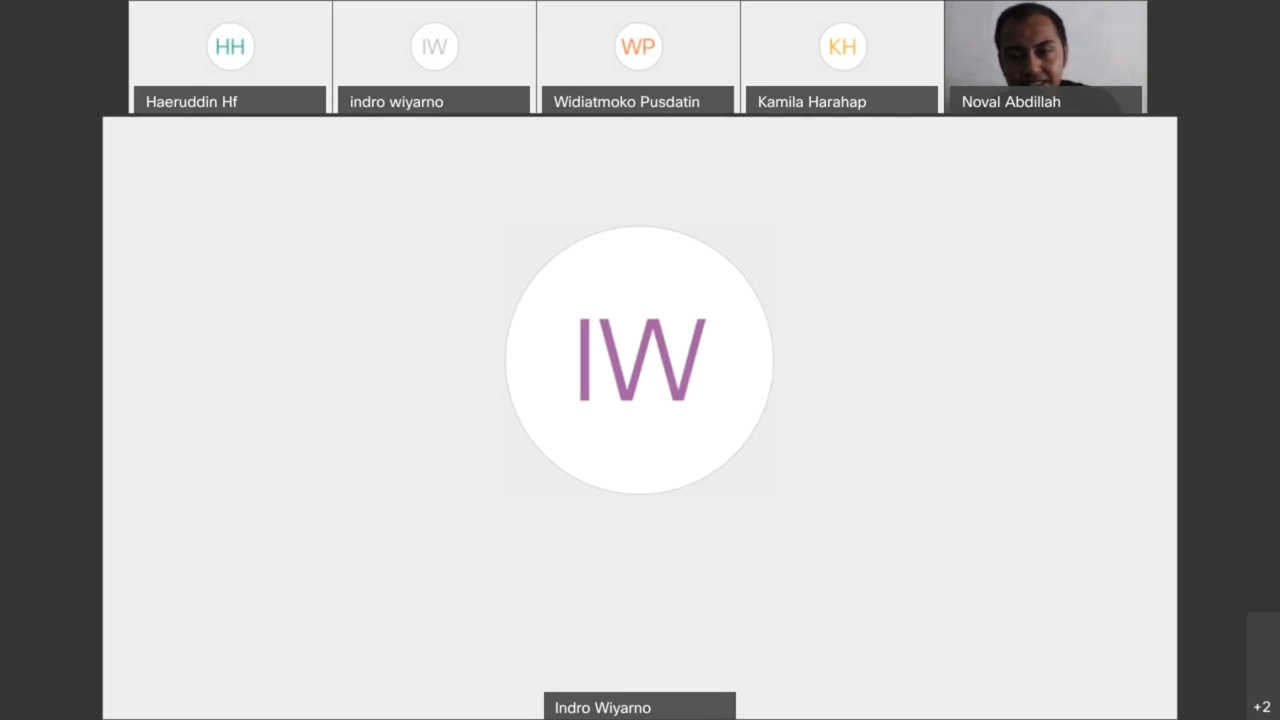 HH
IW
WP
KH
Haeruddin Hf
indro wiyarno
Widiatmoko Pusdatin
Kamila Harahap
Noval Abdillah
IW
Indro Wiyarno
+2